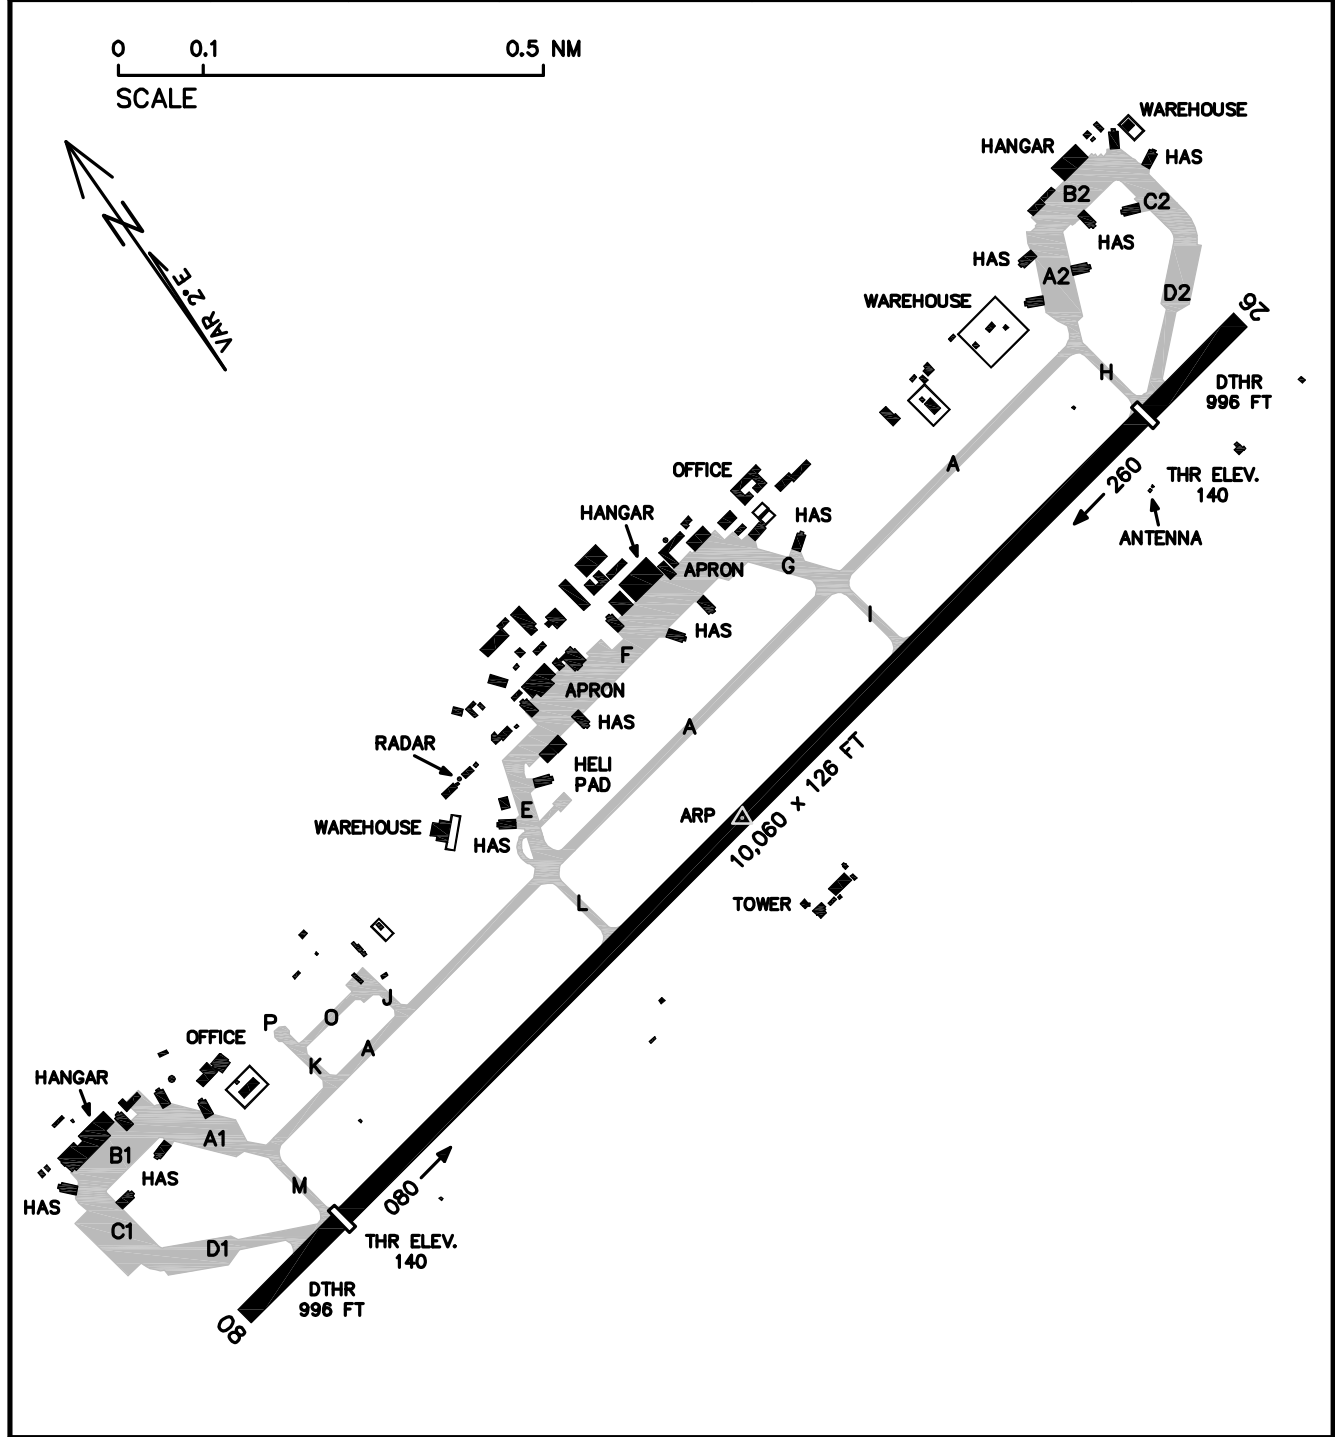 0 0.1 0.5 NM
SCALE
VAR 2°E
WAREHOUSE
HANGAR
HAS
B2
C2
HAS
HAS
A2
D2
WAREHOUSE
26
H
DTHR
996 FT
A
260
THR ELEV.
140
ANTENNA
OFFICE
HANGAR
HAS
APRON
G
I
HAS
F
APRON
HAS
A
RADAR
HELI
PAD
E
WAREHOUSE
HAS
ARP
10,060 x 126 FT
TOWER
L
J
O
P
A
K
OFFICE
HANGAR
A1
B1
HAS
M
HAS
080
C1
D1
THR ELEV.
140
DTHR
996 FT
08